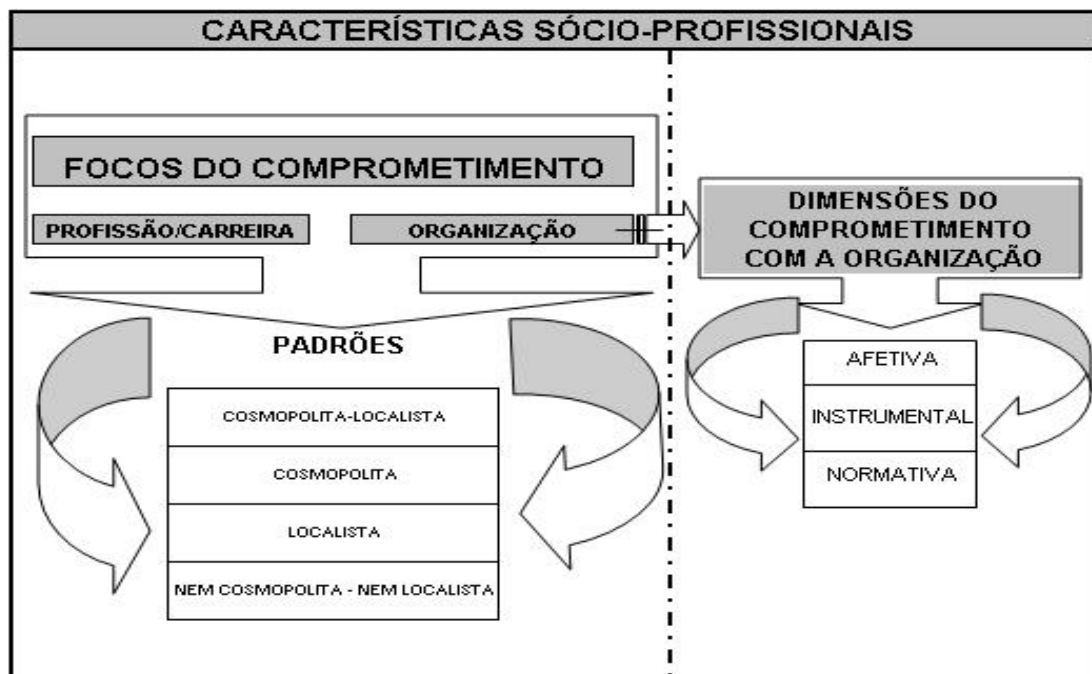 CARACTERÍSTICAS SÓCIO-PROFISSIONAIS
FOCOS DO COMPROMETIMENTO
PROFISSÃO/CARREIRA
ORGANIZAÇÃO
PADRÕES
COSMOPOLITA-LOCALISTA
COSMOPOLITA
LOCALISTA
NEM COSMOPOLITA - NEM LOCALISTA
DIMENSÕES DO
COMPROMETIMENTO
COM A ORGANIZAÇÃO
AFETIVA
INSTRUMENTAL
NORMATIVA